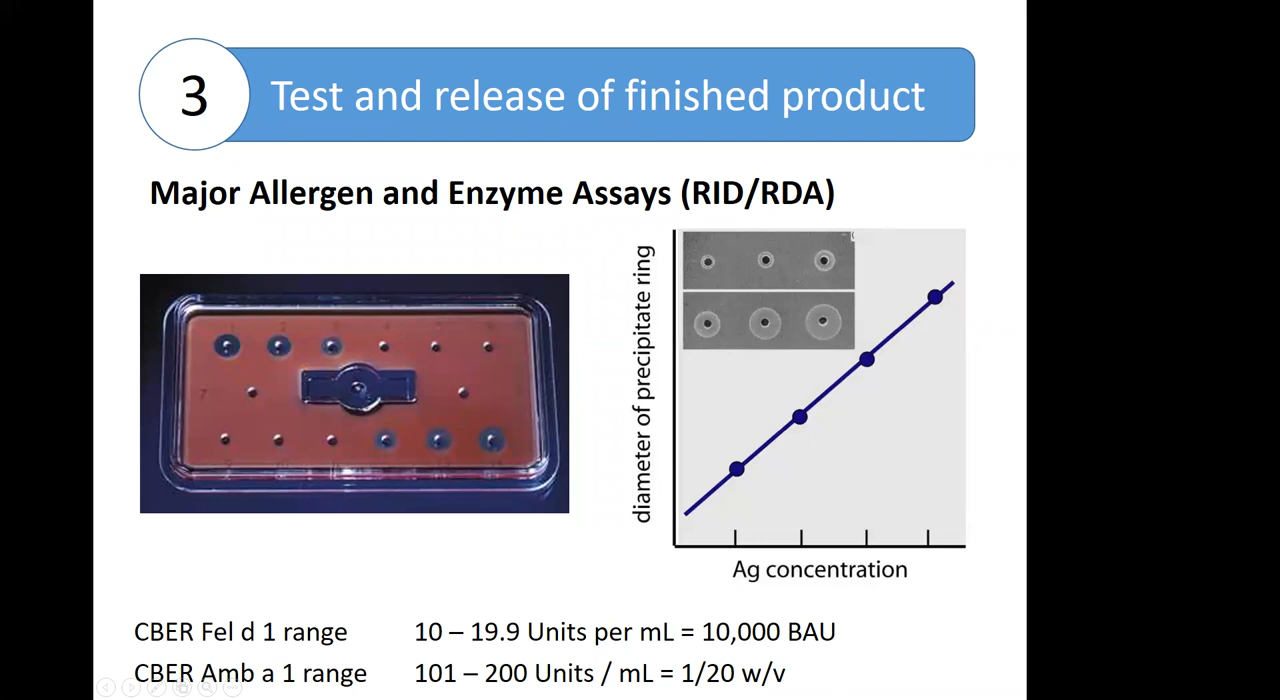 3
Test and release of finished product
Major Allergen and Enzyme Assays (RID/RDA)
diameter of precipitate ring
Ag concentration
CBER Fel d 1 range 10 – 19.9 Units per mL = 10,000 BAU
CBER Amb a 1 range 101 – 200 Units / mL = 1/20 w/v